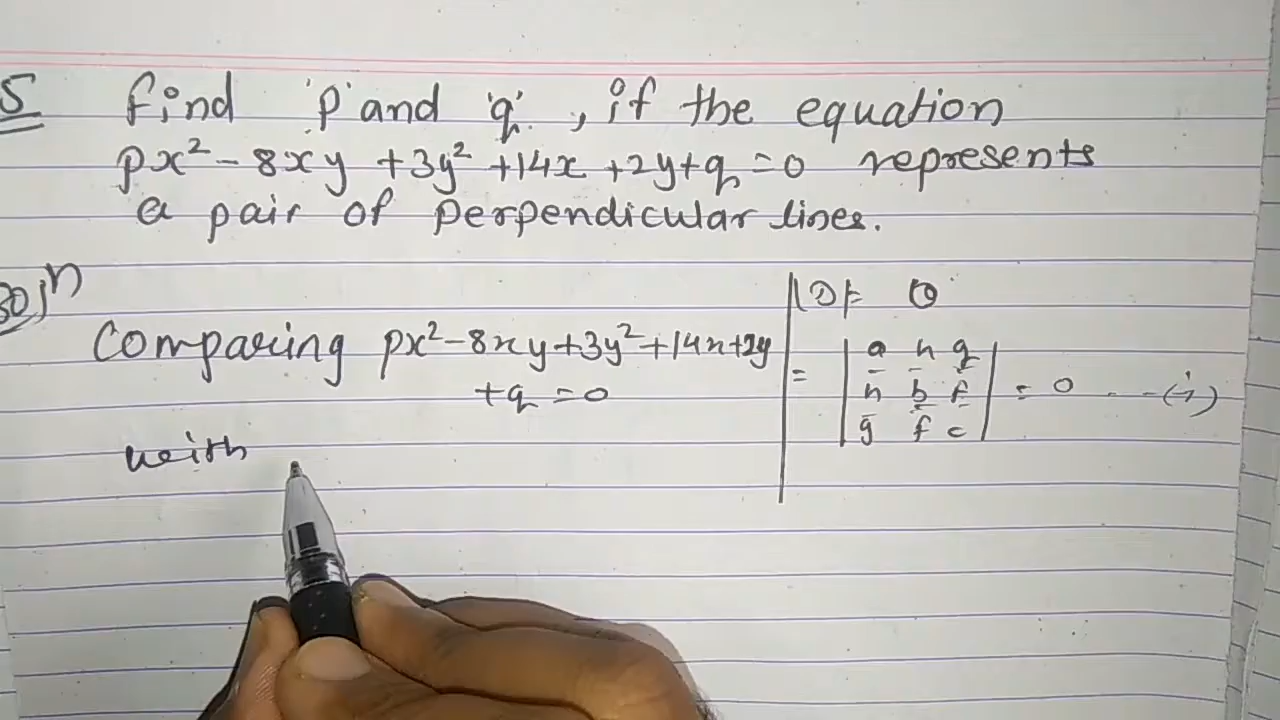 5 Find 'p' and 'q', if the equation
px² - 8xy + 3y² + 14x + 2y + q = 0 represents
a pair of perpendicular lines.
Solⁿ
Comparing px² - 8xy + 3y² + 14x + 2y
+ q = 0
with
|D| = 0
= | a h g |
| h b f | = 0 - - - (i)
| g f c |